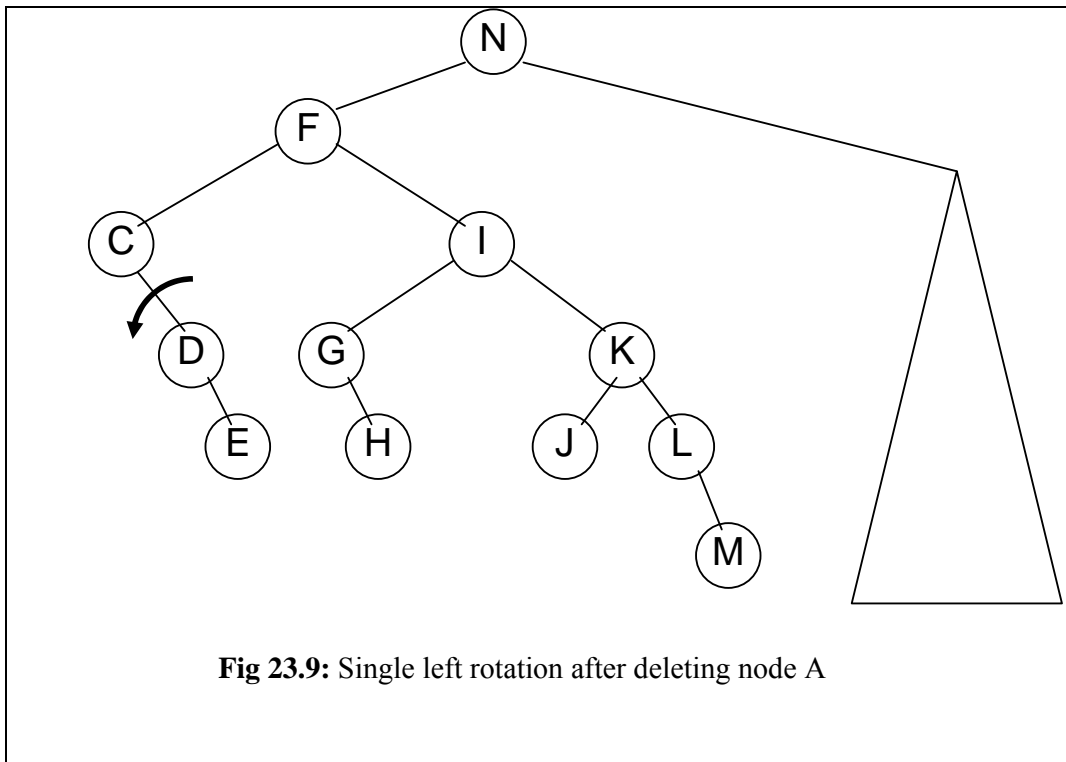 N
F
C I
D G K
E H J L
M
Fig 23.9: Single left rotation after deleting node A